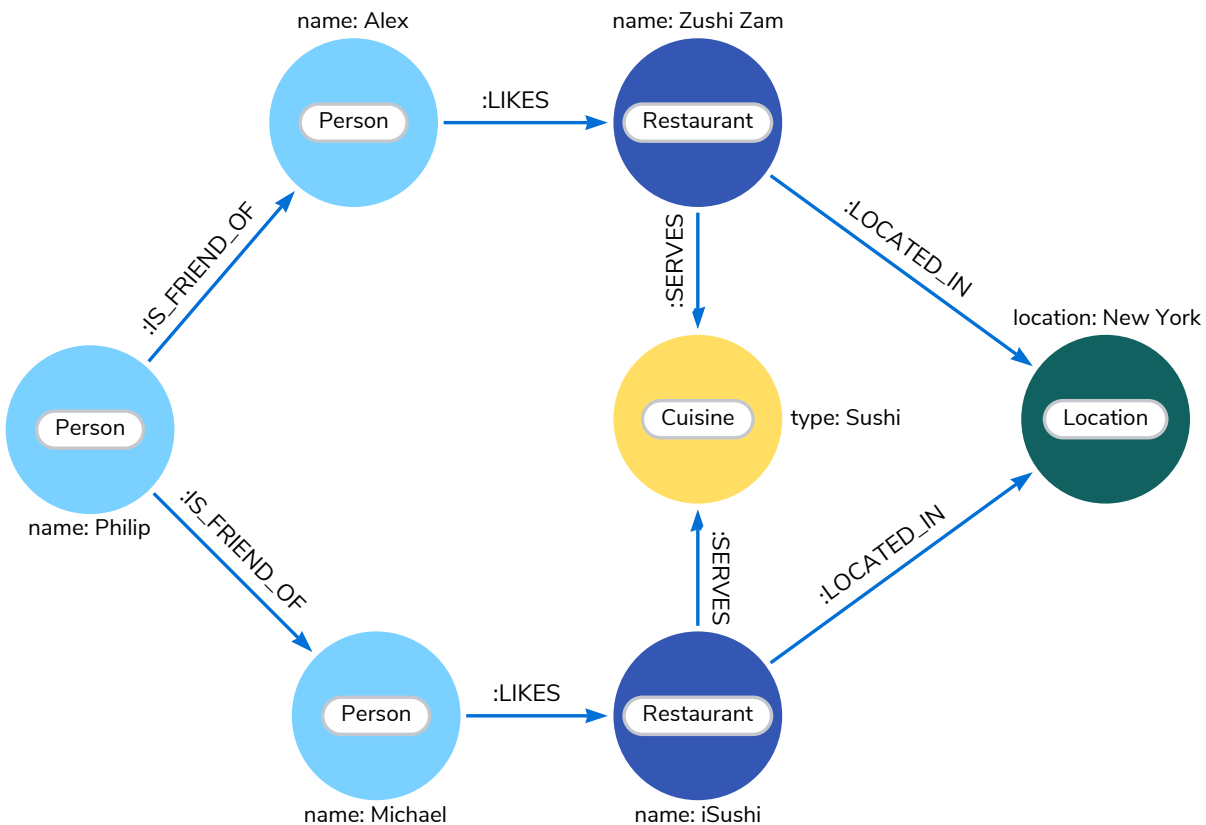 name: Alex
name: Zushi Zam
Person
:LIKES
Restaurant
:IS_FRIEND_OF
:SERVES
:LOCATED_IN
location: New York
Person
Cuisine
type: Sushi
Location
name: Philip
:IS_FRIEND_OF
:SERVES
:LOCATED_IN
Person
:LIKES
Restaurant
name: Michael
name: iSushi